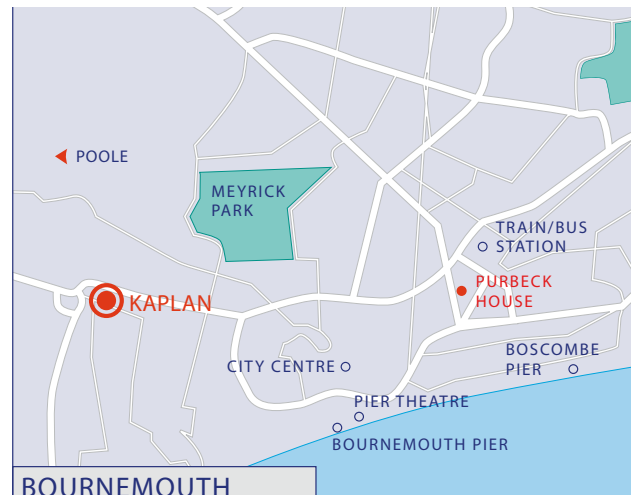 POOLE
MEYRICK
PARK
TRAIN/BUS
STATION
PURBECK
HOUSE
KAPLAN
BOSCOMBE
PIER
CITY CENTRE
PIER THEATRE
BOURNEMOUTH PIER
BOURNEMOUTH